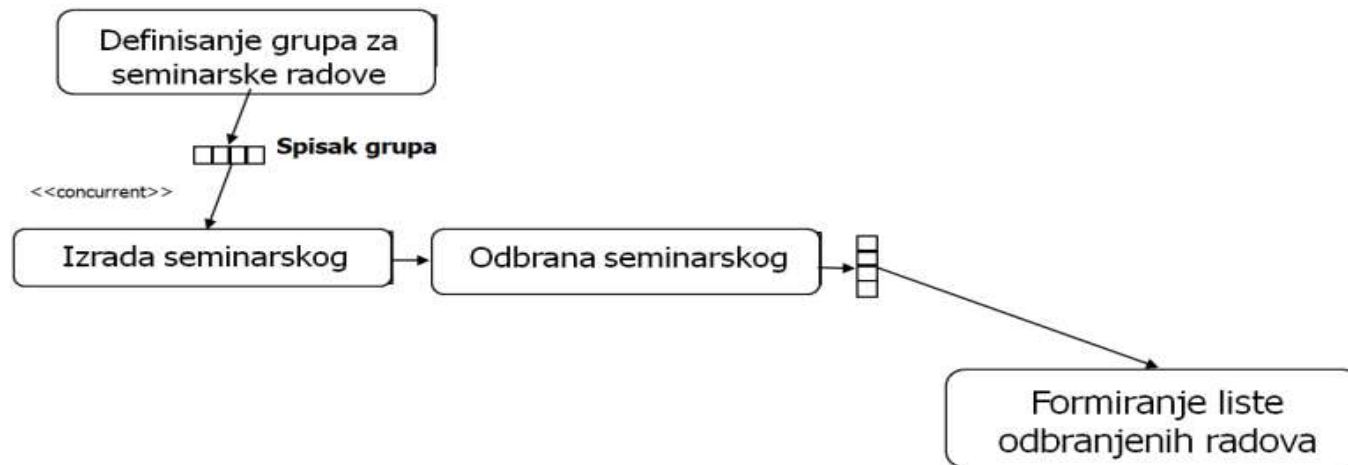 Definisanje grupa za
seminarske radove
Spisak grupa
<<concurrent>>
Izrada seminarskog
Odbrana seminarskog
Formiranje liste
odbranjenih radova